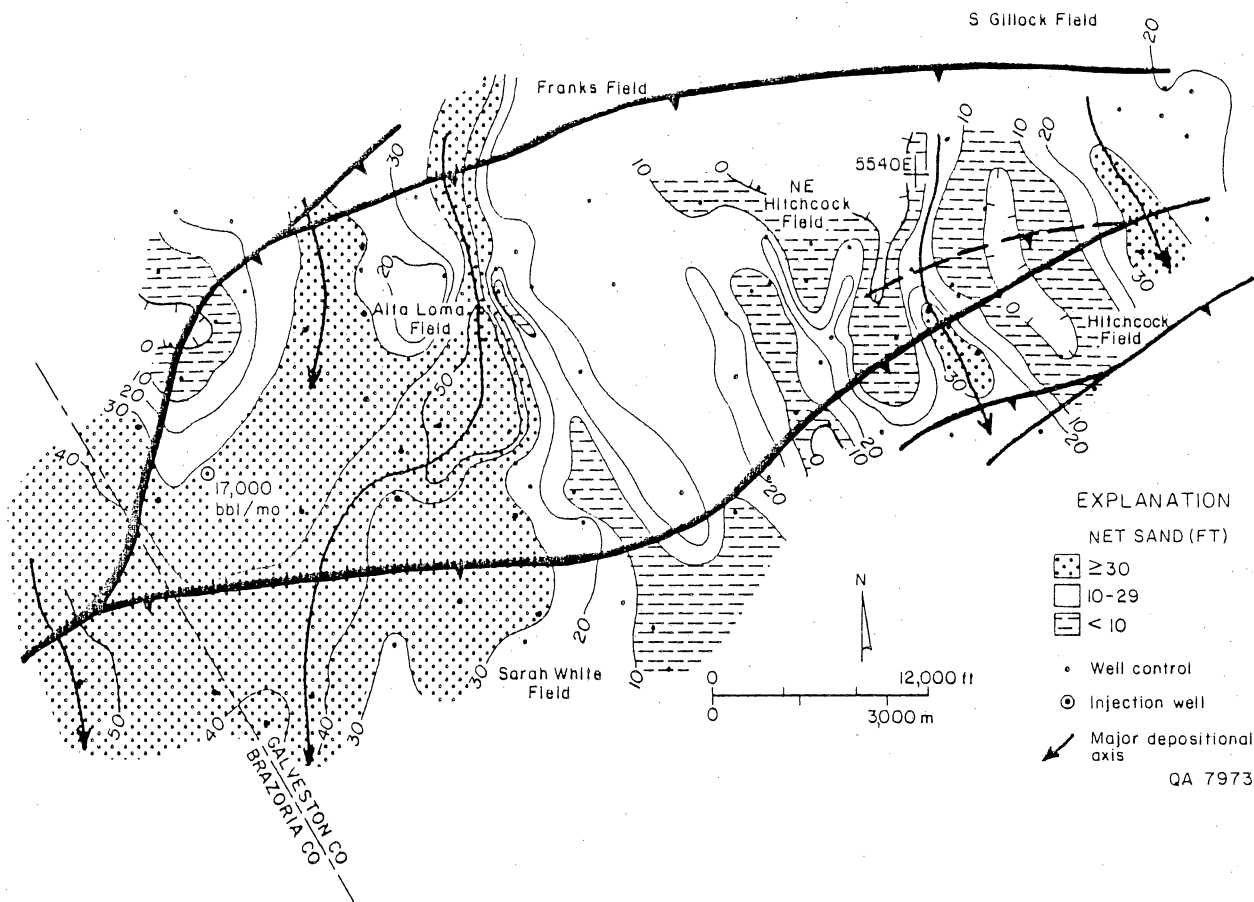 S Gillock Field
20
Franks Field
10
10
20
30
0
10
5540E
NE
Hitchcock
Field
20
30
Alta Loma
Field
0
Hitchcock
Field
0
10
20
30
50
30
40
10
20
0
10
20
20
17,000
bbl/mo
EXPLANATION
NET SAND (FT)
≥30
10-29
< 10
N
20
30
Sarah White
Field
10
12,000 ft
0
0
3,000 m
Well control
Injection well
Major depositional
axis
50
40
40
30
GALVESTON CO
BRAZORIA CO
QA 7973